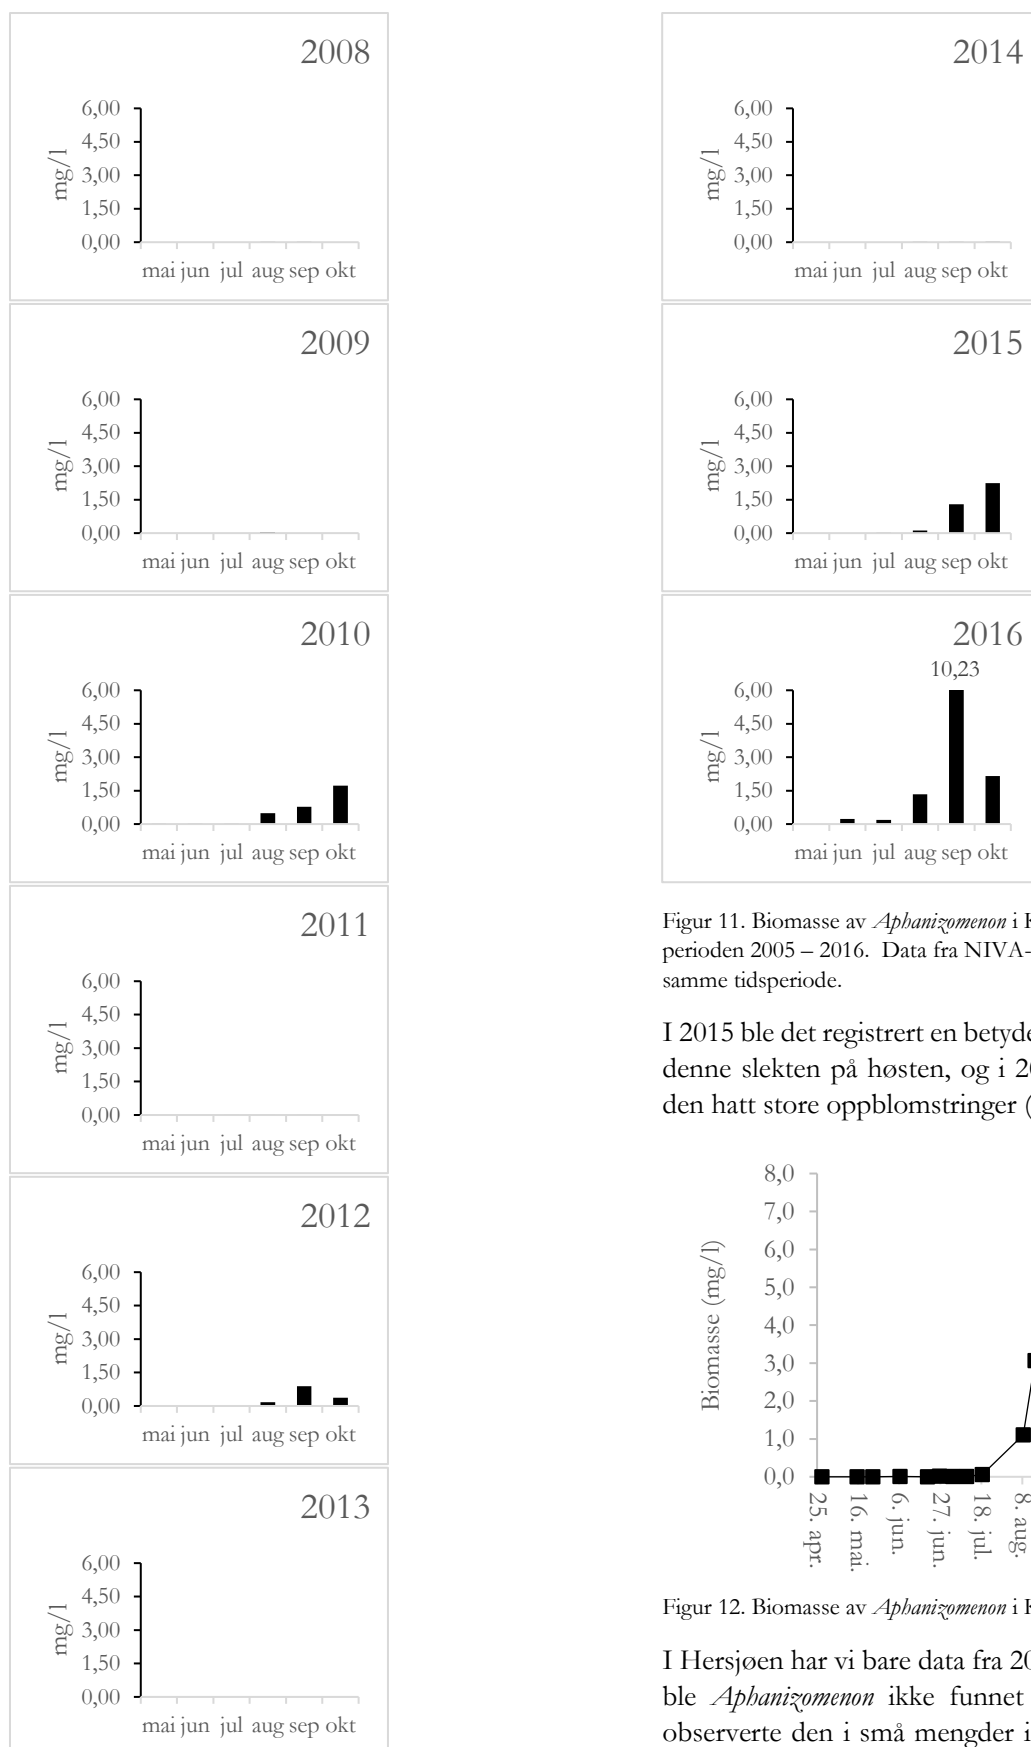 2008
6,00
4,50
3,00
1,50
0,00
mg/l
mai jun jul aug sep okt
2009
6,00
4,50
3,00
1,50
0,00
mg/l
mai jun jul aug sep okt
2010
6,00
4,50
3,00
1,50
0,00
mg/l
mai jun jul aug sep okt
2011
6,00
4,50
3,00
1,50
0,00
mg/l
mai jun jul aug sep okt
2012
6,00
4,50
3,00
1,50
0,00
mg/l
mai jun jul aug sep okt
2013
6,00
4,50
3,00
1,50
0,00
mg/l
mai jun jul aug sep okt
2014
6,00
4,50
3,00
1,50
0,00
mg/l
mai jun jul aug sep okt
2015
6,00
4,50
3,00
1,50
0,00
mg/l
mai jun jul aug sep okt
2016
10,23
6,00
4,50
3,00
1,50
0,00
mg/l
mai jun jul aug sep okt
Figur 11. Biomasse av Aphanizomenon i
perioden 2005 – 2016. Data fra NIVA-
samme tidsperiode.
I 2015 ble det registrert en
denne slekten på høsten, og i
den hatt store oppblomstringer (
8,0
7,0
6,0
5,0
4,0
3,0
2,0
1,0
0,0
Biomasse (mg/l)
25. apr.
16. mai.
6. jun.
27. jun.
18. jul.
8. aug.
Figur 12. Biomasse av Aphanizomenon i
I Hersjøen har vi bare data fra
ble Aphanizomenon ikke funnet
observerte den i små mengder i